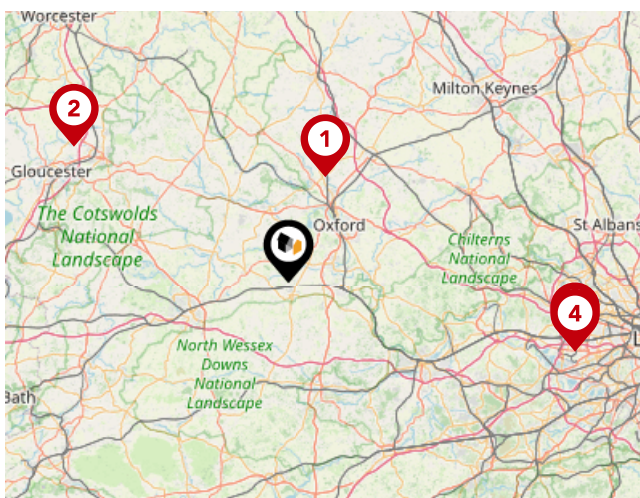 Worcester
Milton Keynes
2
1
Gloucester
The Cotswolds
National
Landscape
Oxford
St Albans
Chilterns
National
Landscape
4
L
North Wessex
Downs
National
Landscape
Bath